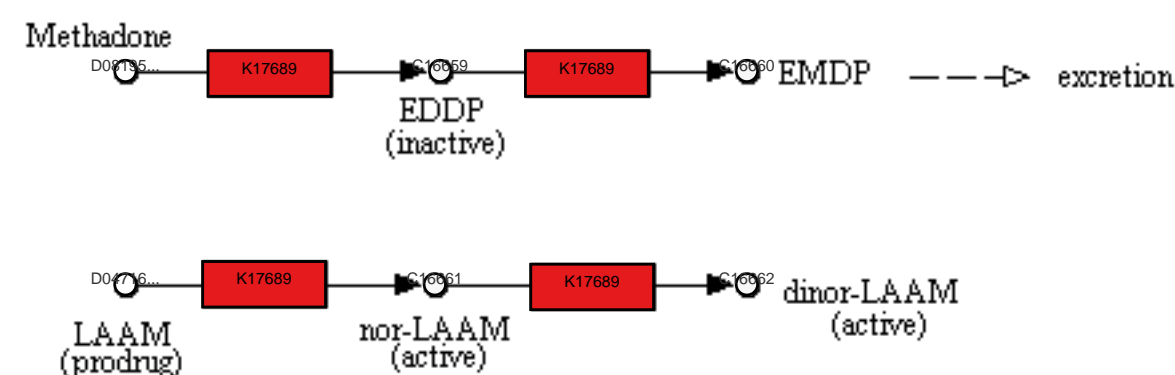 Methadone
D08195... K17689 C16659 K17689 C16660 EMDP excretion
EDDP
(inactive)
D04716... K17689 C16661 K17689 C16662 dinor-LAAM
(active)
LAAM
(prodrug)
nor-LAAM
(active)